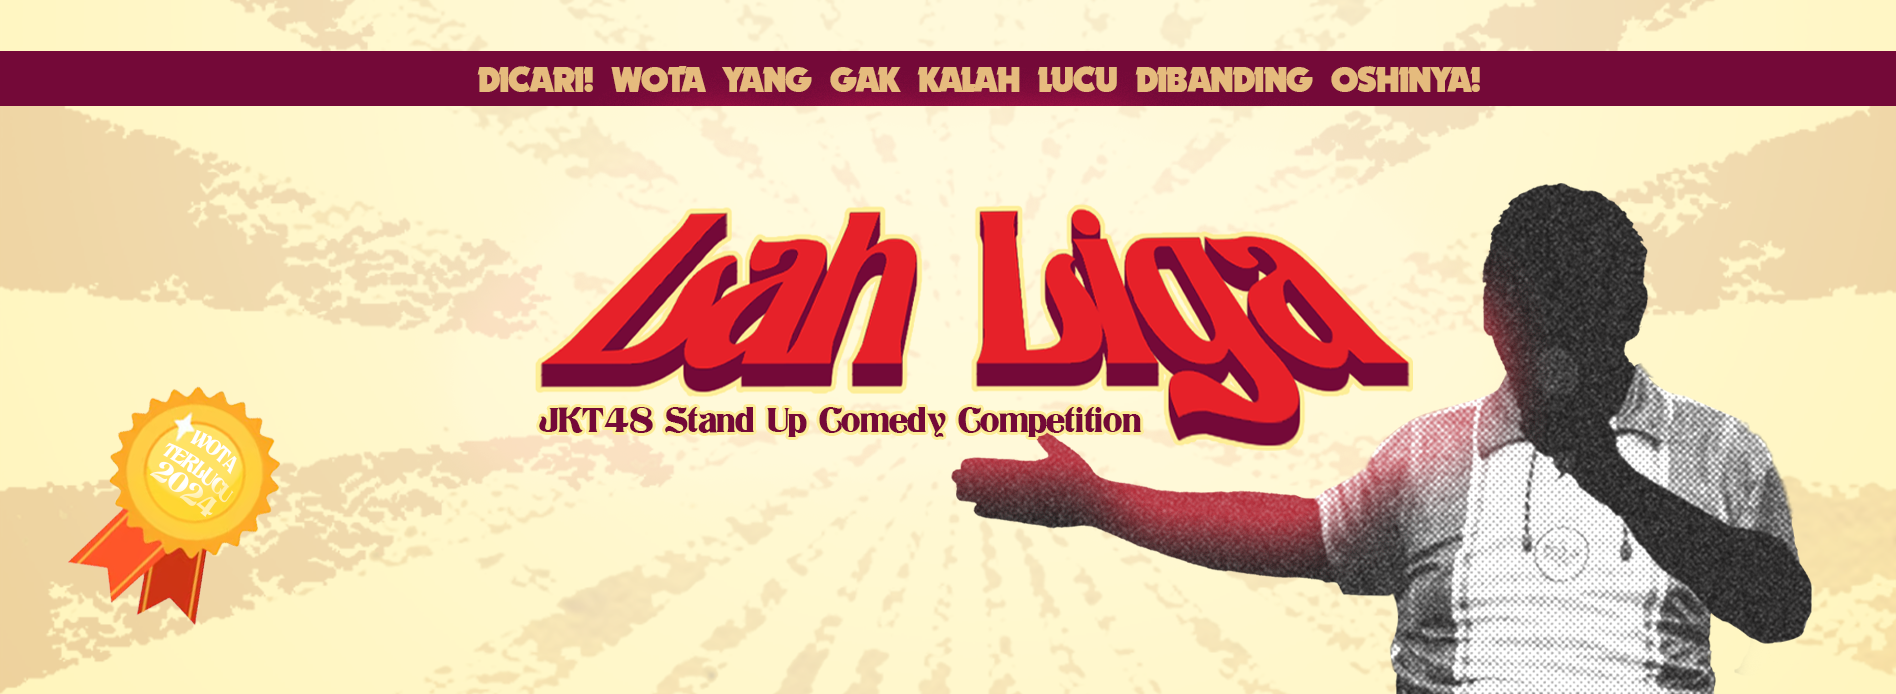 DICARI! WOTA YANG GAK KALAH LUCU DIBANDING OSHINYA!
Lah Liga
JKT48 Stand Up Comedy Competition
WOTA
TERLUCU
2024